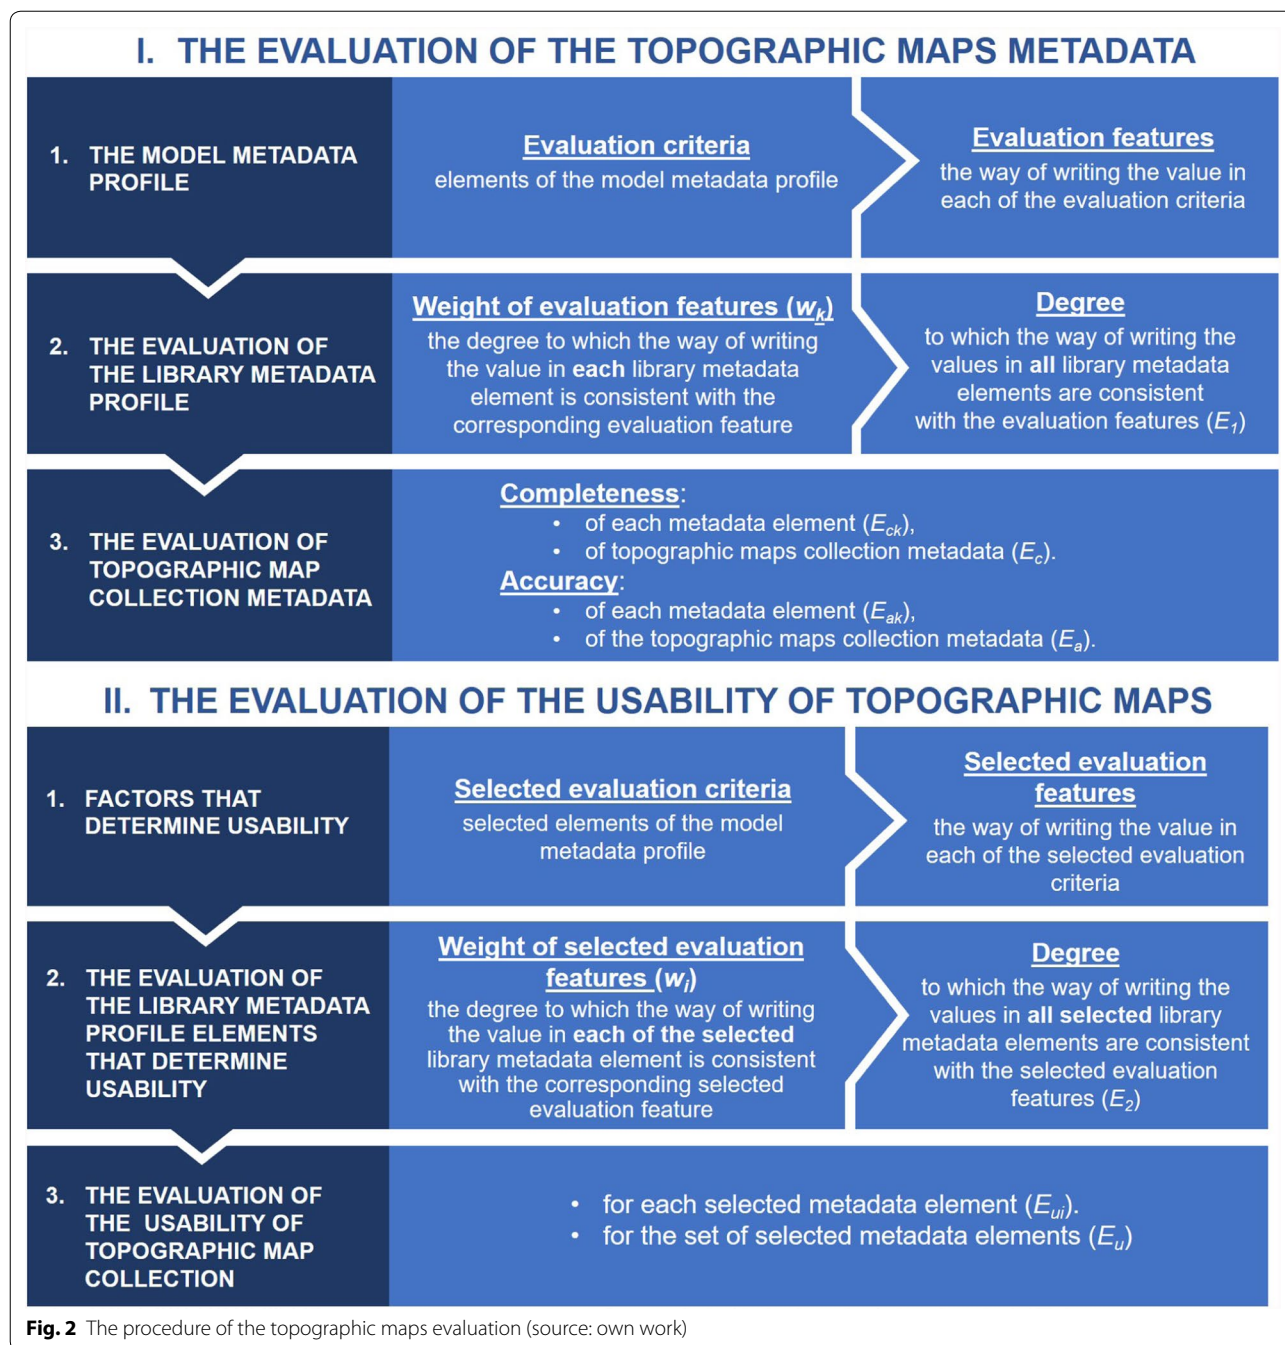 I. THE EVALUATION OF THE TOPOGRAPHIC MAPS METADATA
1. THE MODEL METADATA
PROFILE
Evaluation criteria
elements of the model metadata profile
Evaluation features
the way of writing the value in
each of the evaluation criteria
2. THE EVALUATION OF
THE LIBRARY METADATA
PROFILE
Weight of evaluation features (wk)
the degree to which the way of writing
the value in each library metadata
element is consistent with the
corresponding evaluation feature
Degree
to which the way of writing the
values in all library metadata
elements are consistent
with the evaluation features (E1)
3. THE EVALUATION OF
TOPOGRAPHIC MAP
COLLECTION METADATA
Completeness:
• of each metadata element (Eck),
• of topographic maps collection metadata (Ec).
Accuracy:
• of each metadata element (Eak),
• of the topographic maps collection metadata (Ea).
II. THE EVALUATION OF THE USABILITY OF TOPOGRAPHIC MAPS
1. FACTORS THAT
DETERMINE USABILITY
Selected evaluation criteria
selected elements of the model
metadata profile
Selected evaluation
features
the way of writing the value in
each of the selected evaluation
criteria
2. THE EVALUATION OF
THE LIBRARY METADATA
PROFILE ELEMENTS
THAT DETERMINE
USABILITY
Weight of selected evaluation
features (wi)
the degree to which the way of writing
the value in each of the selected
library metadata element is consistent
with the corresponding selected
evaluation feature
Degree
to which the way of writing the
values in all selected library
metadata elements are consistent
with the selected evaluation
features (E2)
3. THE EVALUATION OF
THE USABILITY OF
TOPOGRAPHIC MAP
COLLECTION
• for each selected metadata element (Eui).
• for the set of selected metadata elements (Eu)
Fig. 2 The procedure of the topographic maps evaluation (source: own work)